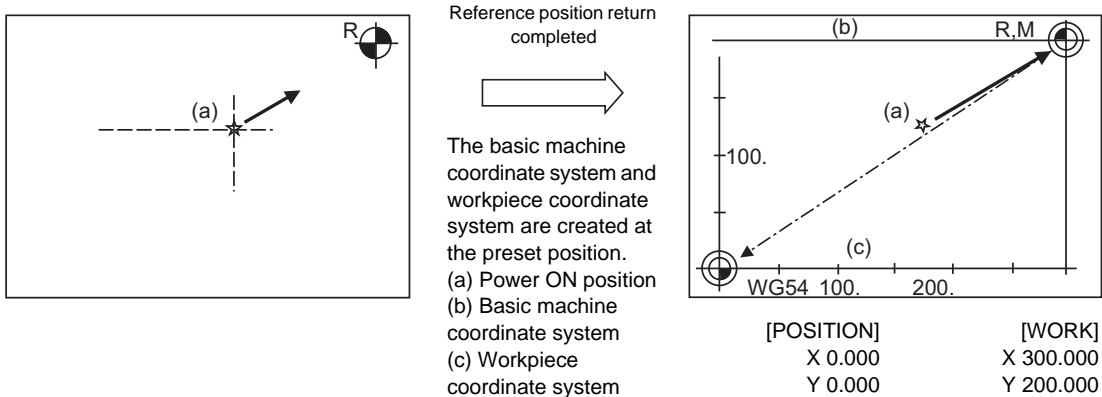 R
(a)
Reference position return
completed
The basic machine
coordinate system and
workpiece coordinate
system are created at
the preset position.
(a) Power ON position
(b) Basic machine
coordinate system
(c) Workpiece
coordinate system
(b)
R,M
(a)
100.
(c)
WG54 100. 200.
[POSITION] [WORK]
X 0.000 X 300.000
Y 0.000 Y 200.000